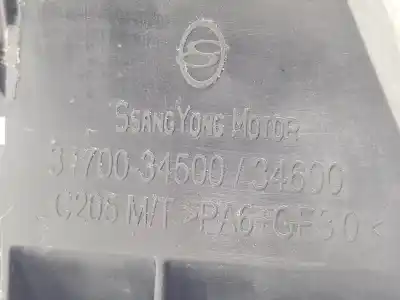 SSANGYONG MOTOR
31700 34500 / 34600
C205 M/T >PA6+GF30<